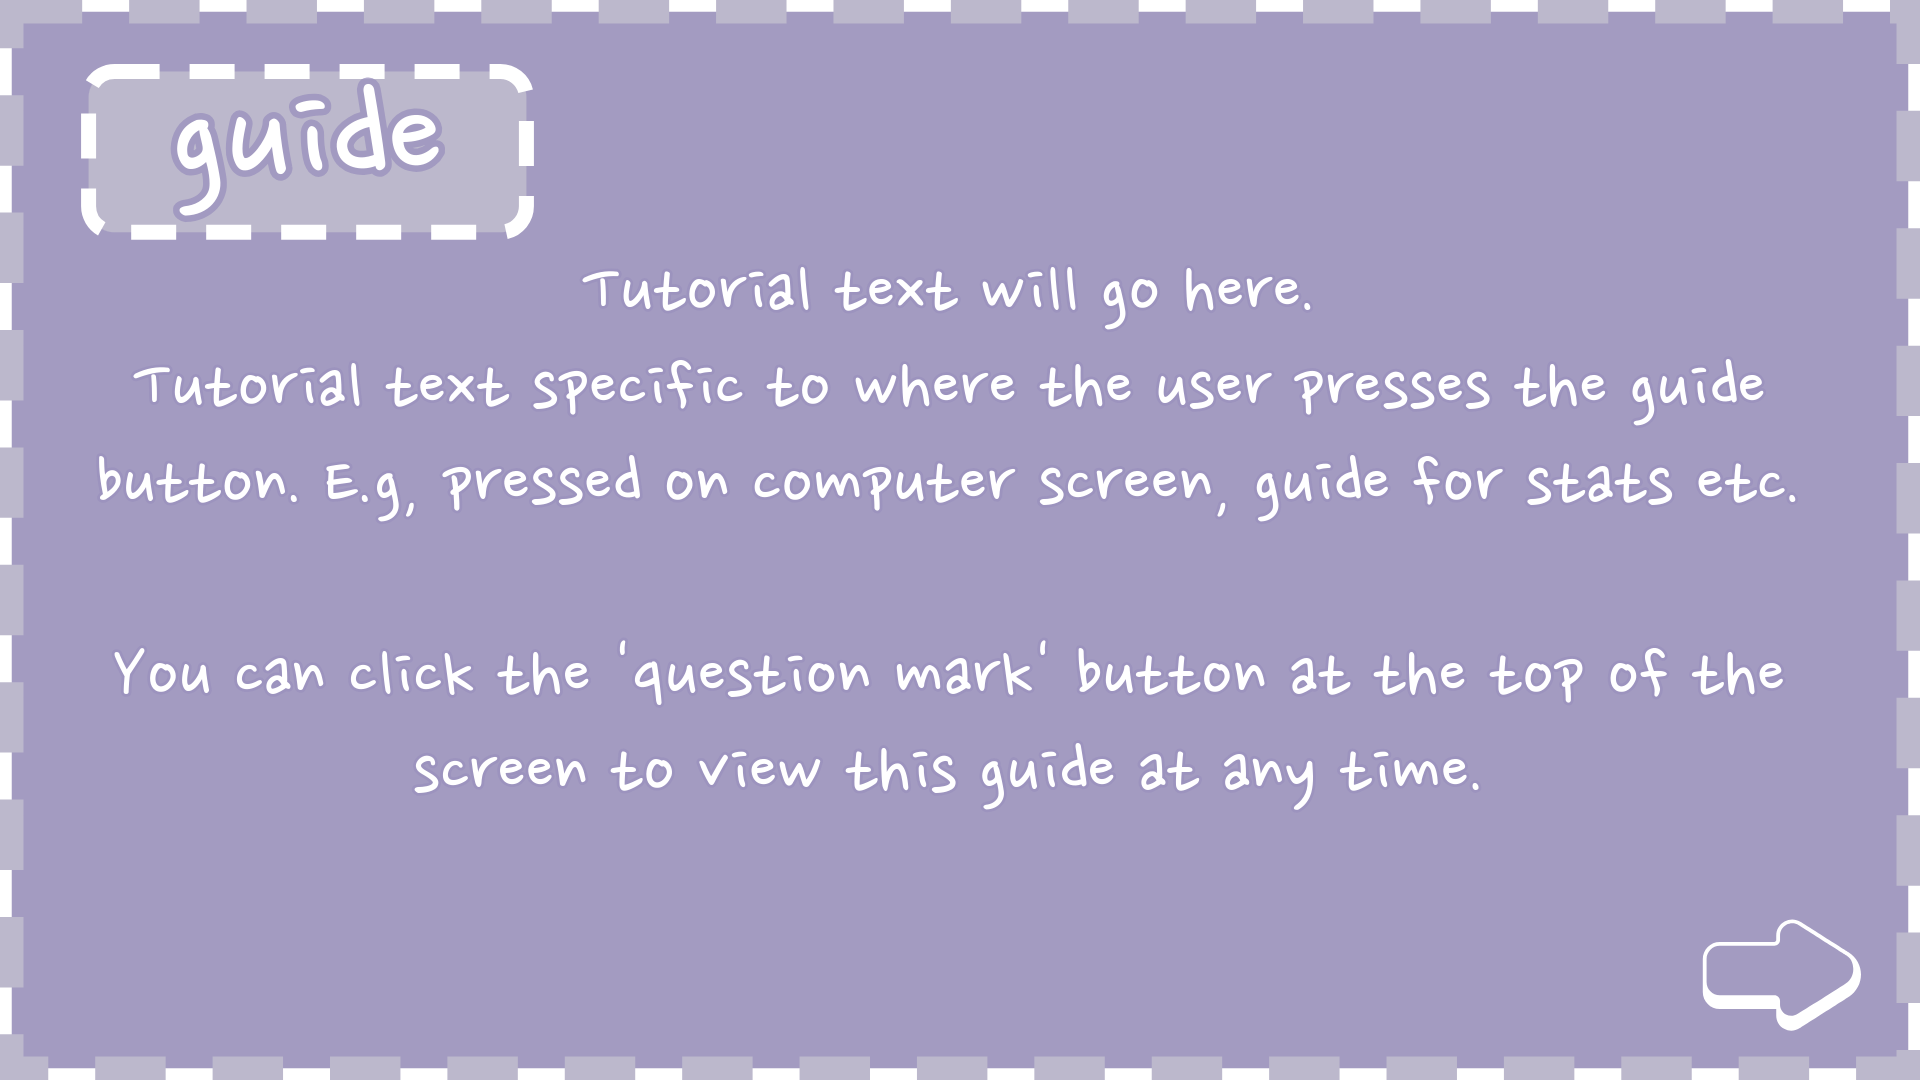 guide
Tutorial text will go here.
Tutorial text specific to where the user presses the guide
button. E.g, pressed on computer screen, guide for stats etc.
You can click the 'question mark' button at the top of the
screen to view this guide at any time.